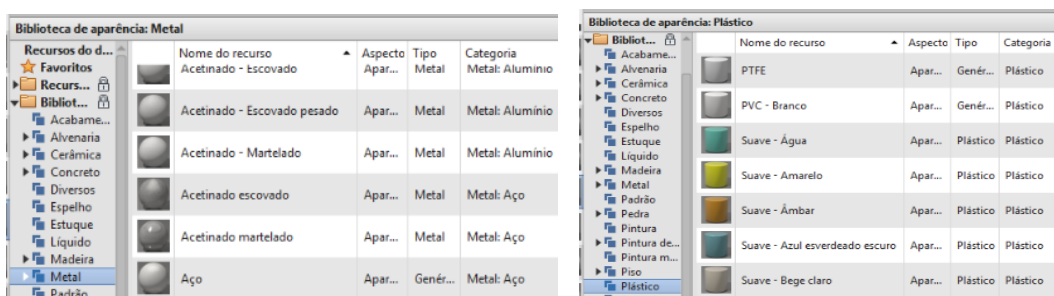 Biblioteca de aparência: Metal
Recursos do d...
Favoritos
Recurs...
Bibliot...
Acabame...
Alvenaria
Cerâmica
Concreto
Diversos
Espelho
Estuque
Líquido
Madeira
Metal
Padrão
Nome do recurso Aspecto Tipo Categoria
Acetinado - Escovado Apar... Metal Metal: Alumínio
Acetinado - Escovado pesado Apar... Metal Metal: Alumínio
Acetinado - Martelado Apar... Metal Metal: Alumínio
Acetinado escovado Apar... Metal Metal: Aço
Acetinado martelado Apar... Metal Metal: Aço
Aço Apar... Genér... Metal: Aço
Biblioteca de aparência: Plástico
Bibliot...
Acabame...
Alvenaria
Cerâmica
Concreto
Diversos
Espelho
Estuque
Líquido
Madeira
Metal
Padrão
Pedra
Pintura
Pintura de...
Pintura m...
Piso
Plástico
Nome do recurso Aspecto Tipo Categoria
PTFE Apar... Genér... Plástico
PVC - Branco Apar... Genér... Plástico
Suave - Água Apar... Plástico Plástico
Suave - Amarelo Apar... Plástico Plástico
Suave - Âmbar Apar... Plástico Plástico
Suave - Azul esverdeado escuro Apar... Plástico Plástico
Suave - Bege claro Apar... Plástico Plástico